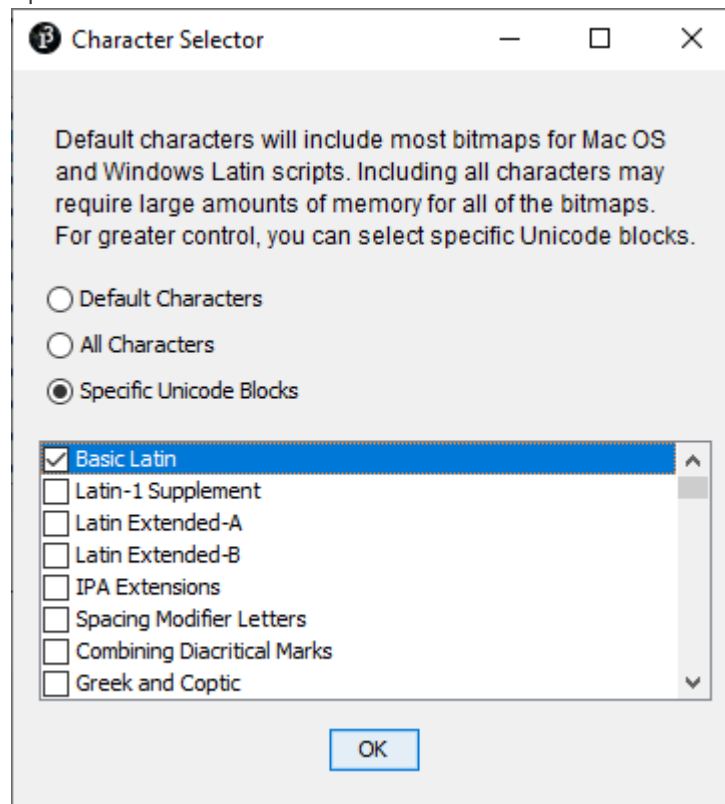 Character Selector
Default characters will include most bitmaps for Mac OS
and Windows Latin scripts. Including all characters may
require large amounts of memory for all of the bitmaps.
For greater control, you can select specific Unicode blocks.
Default Characters
All Characters
Specific Unicode Blocks
Basic Latin
Latin-1 Supplement
Latin Extended-A
Latin Extended-B
IPA Extensions
Spacing Modifier Letters
Combining Diacritical Marks
Greek and Coptic
OK